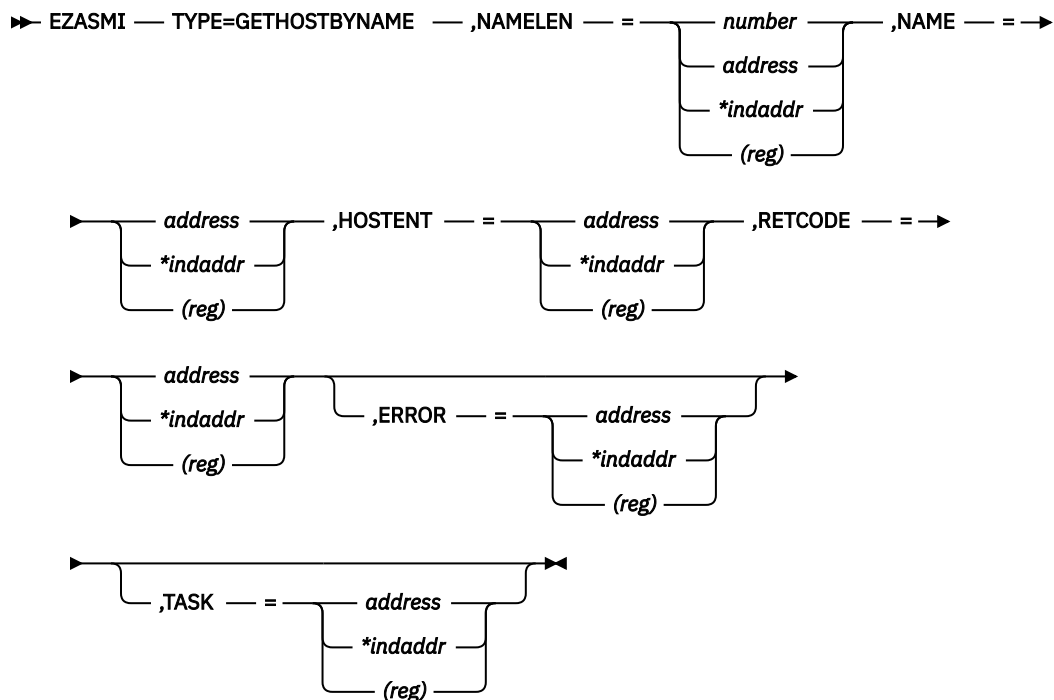 EZASMI TYPE=GETHOSTBYNAME ,NAMELEN = number ,NAME =
address
*indaddr
(reg)
address ,HOSTENT = address ,RETCODE =
*indaddr *indaddr
(reg) (reg)
address
*indaddr ,ERROR = address
(reg) *indaddr
(reg)
,TASK = address
*indaddr
(reg)